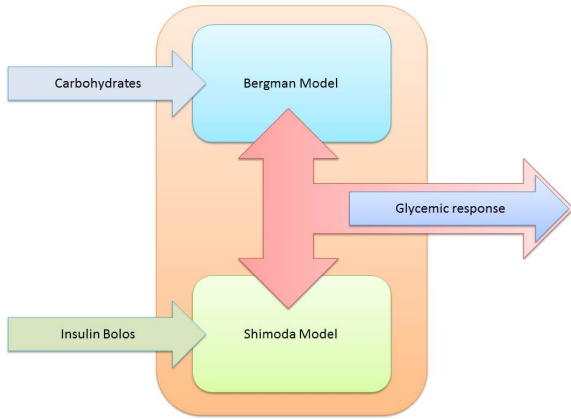 Carbohydrates
Bergman Model
Glycemic response
Insulin Bolos
Shimoda Model